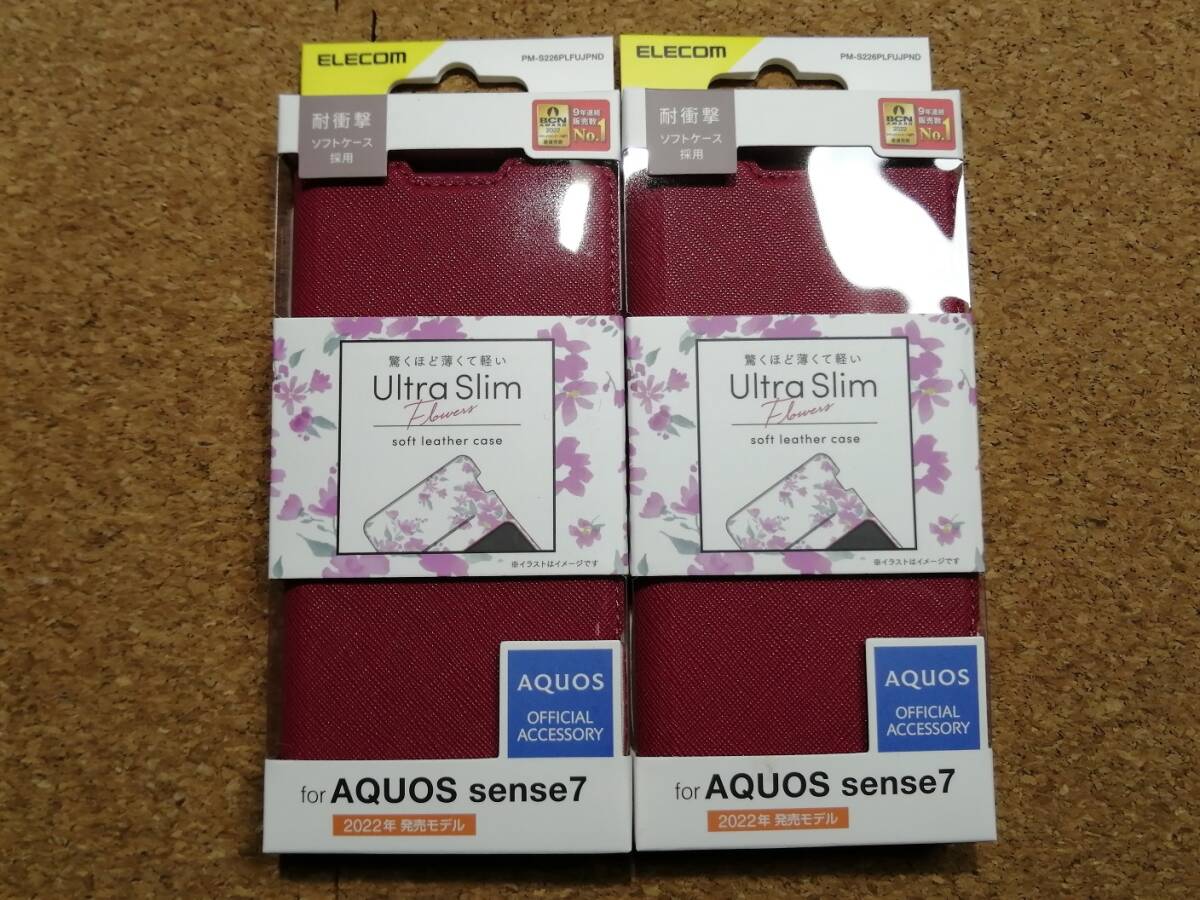 ELECOM
PM-S226PLFUJPND
耐衝撃
ソフトケース
採用
BCN
AWARD
2022
9年連続
販売数
No.1
驚くほど薄くて軽い
Ultra Slim
Flowers
soft leather case
※イラストはイメージです
AQUOS
OFFICIAL
ACCESSORY
for AQUOS sense7
2022年 発売モデル
ELECOM
PM-S226PLFUJPND
耐衝撃
ソフトケース
採用
BCN
AWARD
2022
9年連続
販売数
No.1
驚くほど薄くて軽い
Ultra Slim
Flowers
soft leather case
※イラストはイメージです
AQUOS
OFFICIAL
ACCESSORY
for AQUOS sense7
2022年 発売モデル